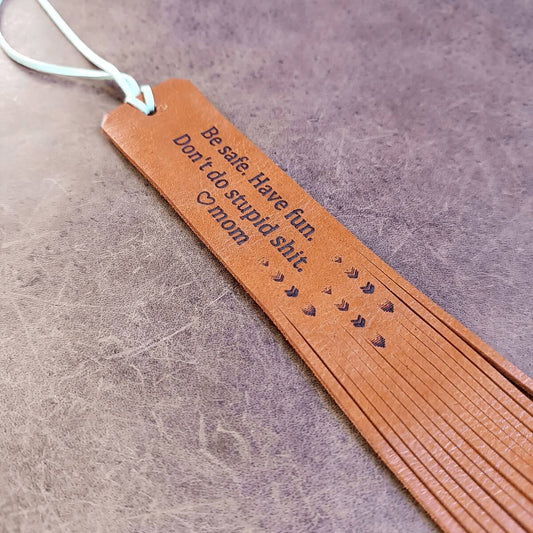 Be safe. Have fun.
Don't do stupid shit.
♡mom